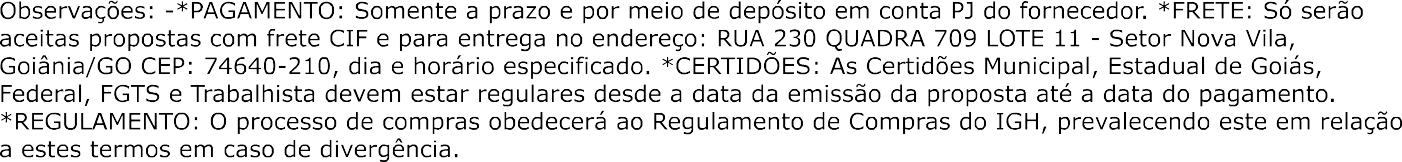 Observações: -*PAGAMENTO: Somente a prazo e por meio de depósito em conta PJ do fornecedor. *FRETE: Só serão
aceitas propostas com frete CIF e para entrega no endereço: RUA 230 QUADRA 709 LOTE 11 - Setor Nova Vila,
Goiânia/GO CEP: 74640-210, dia e horário especificado. *CERTIDÕES: As Certidões Municipal, Estadual de Goiás,
Federal, FGTS e Trabalhista devem estar regulares desde a data da emissão da proposta até a data do pagamento.
*REGULAMENTO: O processo de compras obedecerá ao Regulamento de Compras do IGH, prevalecendo este em relação
a estes termos em caso de divergência.